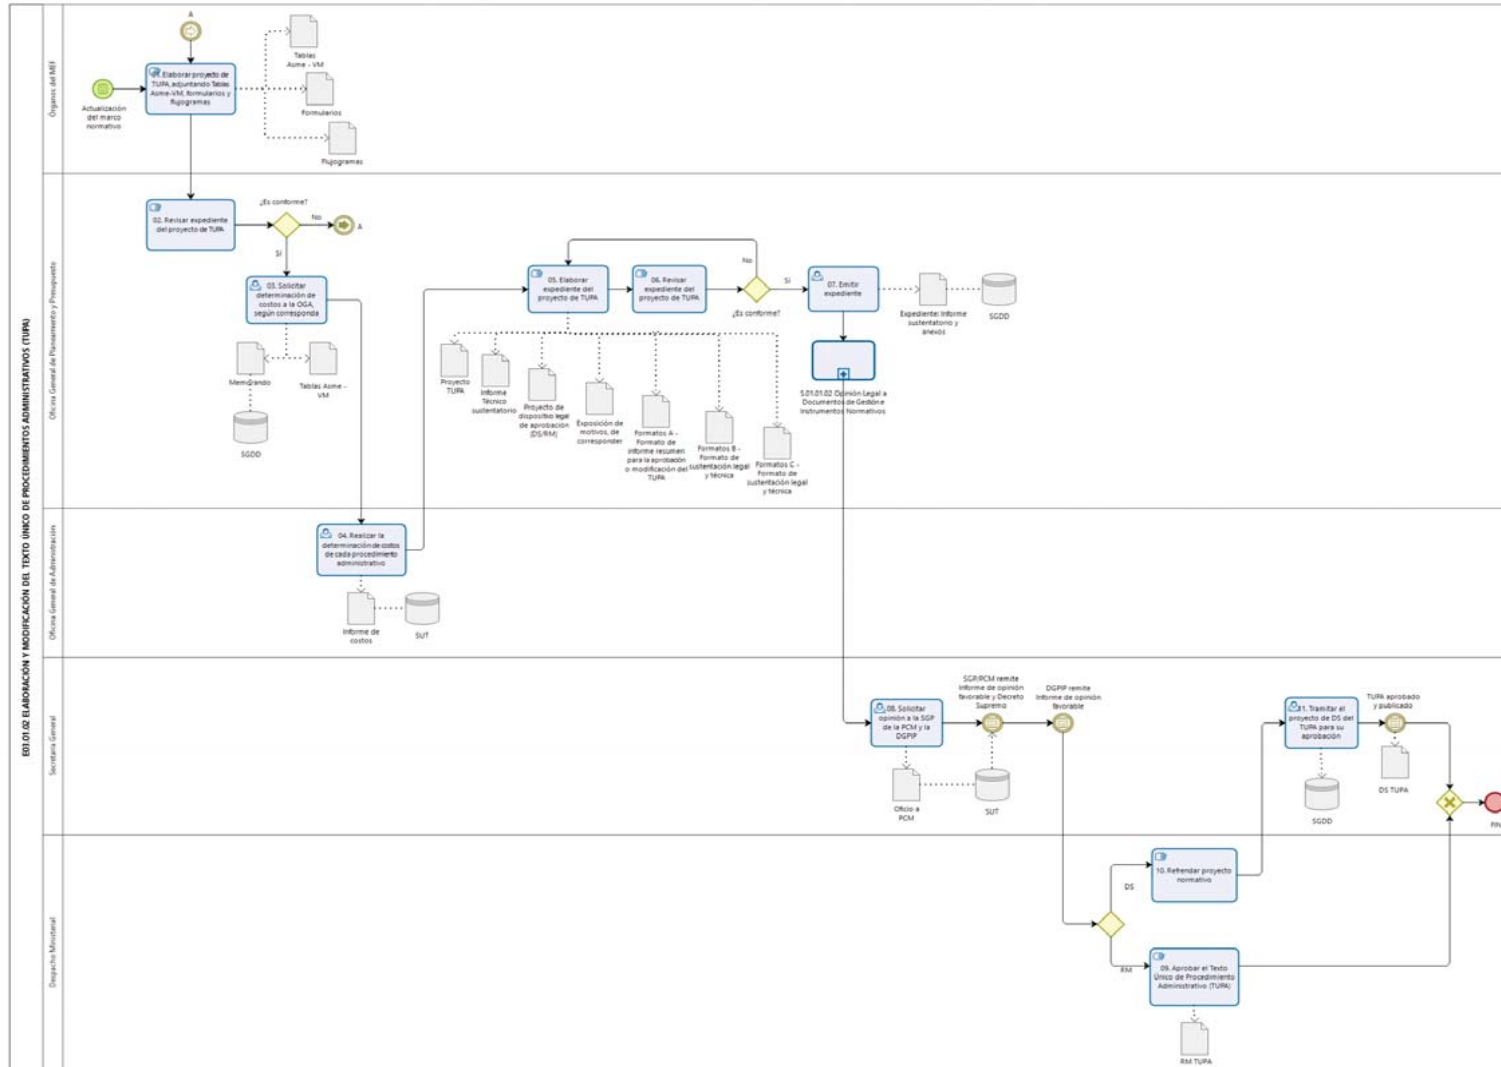 E03.01.02 ELABORACIÓN Y MODIFICACIÓN DEL TEXTO ÚNICO DE PROCEDIMIENTOS ADMINISTRATIVOS (TUPA)
Órganos del MEF
A
Actualización
del marco
normativo
01. Elaborar proyecto de
TUPA, adjuntando Tablas
Asme-VM, formularios y
flujogramas
Tablas
Asme - VM
Formularios
Flujogramas
Oficina General de Planeamiento y Presupuesto
02. Revisar expediente
del proyecto de TUPA
¿Es conforme?
No
A
Sí
03. Solicitar
determinación de
costos a la OGA,
según corresponda
Memorando
Tablas Asme -
VM
SGDD
05. Elaborar
expediente del
proyecto de TUPA
06. Revisar
expediente del
proyecto de TUPA
No
¿Es conforme?
Si
07. Emitir
expediente
Expediente: Informe
sustentatorio y
anexos
SGDD
S.01.01.02 Opinión Legal a
Documentos de Gestión e
Instrumentos Normativos
Proyecto
TUPA
Informe
Técnico
sustentatorio
Proyecto de
dispositivo legal
de aprobación
(DS/RM)
Exposición de
motivos, de
corresponder
Formatos A -
Formato de
informe resumen
para la aprobación
o modificación del
TUPA
Formatos B -
Formato de
sustentación legal
y técnica
Formatos C -
Formato de
sustentación legal
y técnica
Oficina General de Administración
04. Realizar la
determinación de costos
de cada procedimiento
administrativo
Informe de
costos
SUT
Secretaría General
08. Solicitar
opinión a la SGP
de la PCM y la
DGPIP
Oficio a
PCM
SGP/PCM remite
Informe de opinión
favorable y Decreto
Supremo
SUT
DGPIP remite
Informe de opinión
favorable
11. Tramitar el
proyecto de DS del
TUPA para su
aprobación
SGDD
TUPA aprobado
y publicado
DS TUPA
FIN
Despacho Ministerial
DS
10. Refrendar proyecto
normativo
RM
09. Aprobar el Texto
Único de Procedimiento
Administrativo (TUPA)
RM TUPA